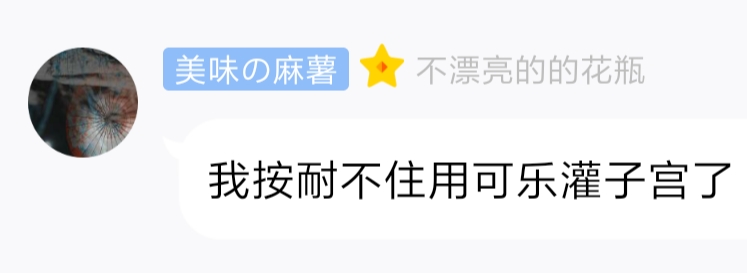 美味の麻薯 不漂亮的的花瓶
我按耐不住用可乐灌子宫了